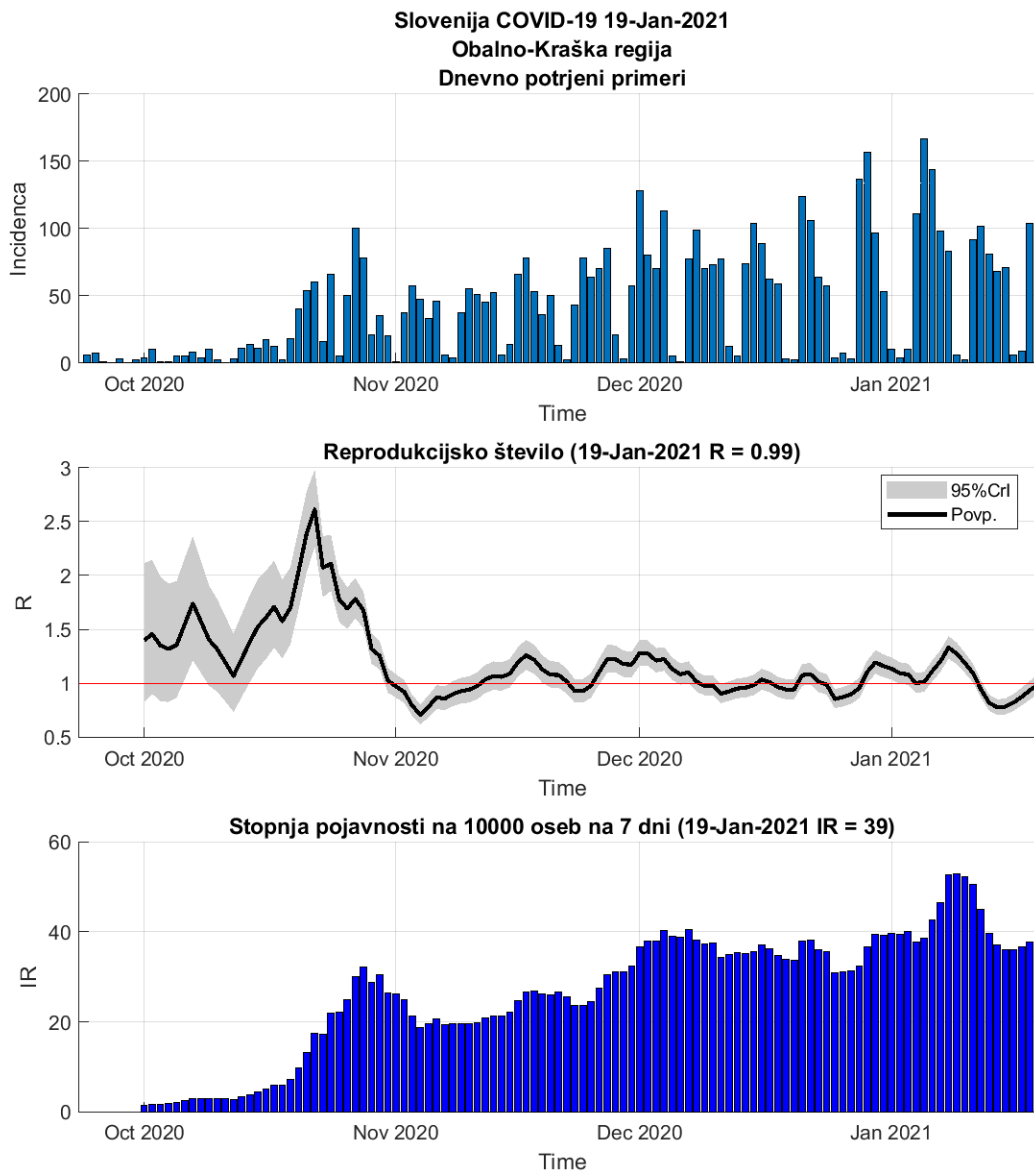 Slovenija COVID-19 19-Jan-2021
Obalno-Kraška regija
Dnevno potrjeni primeri
200
150
100
50
0
Incidenca
Oct 2020 Nov 2020 Dec 2020 Jan 2021
Time
Reprodukcijsko število (19-Jan-2021 R = 0.99)
3
2.5
2
1.5
1
0.5
R
95%CrI
Povp.
Oct 2020 Nov 2020 Dec 2020 Jan 2021
Time
Stopnja pojavnosti na 10000 oseb na 7 dni (19-Jan-2021 IR = 39)
60
40
20
0
IR
Oct 2020 Nov 2020 Dec 2020 Jan 2021
Time